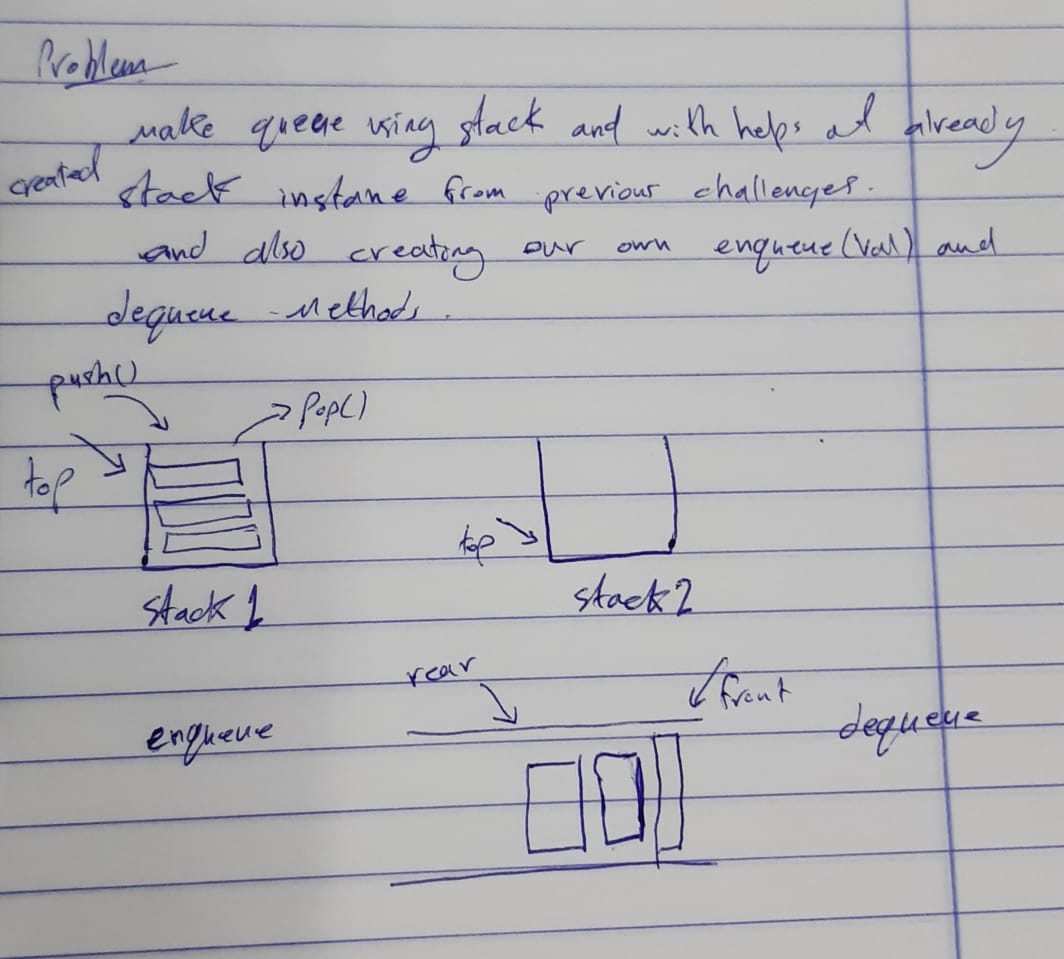 Problem
make queue using stack and with helps of already
created stack instane from previous challenges.
and also creating our own enqueue(val) and
dequeue methods.
push()
pop()
top
top
stack 1
stack 2
rear
front
enqueue
dequeue